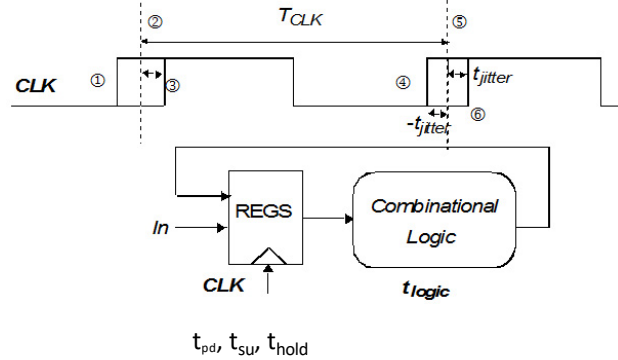 ② T_CLK ⑤
① CLK ③ ④ t_jitter
-t_jitter ⑥
REGS Combinational
In Logic
CLK t_logic
t_pd, t_su, t_hold